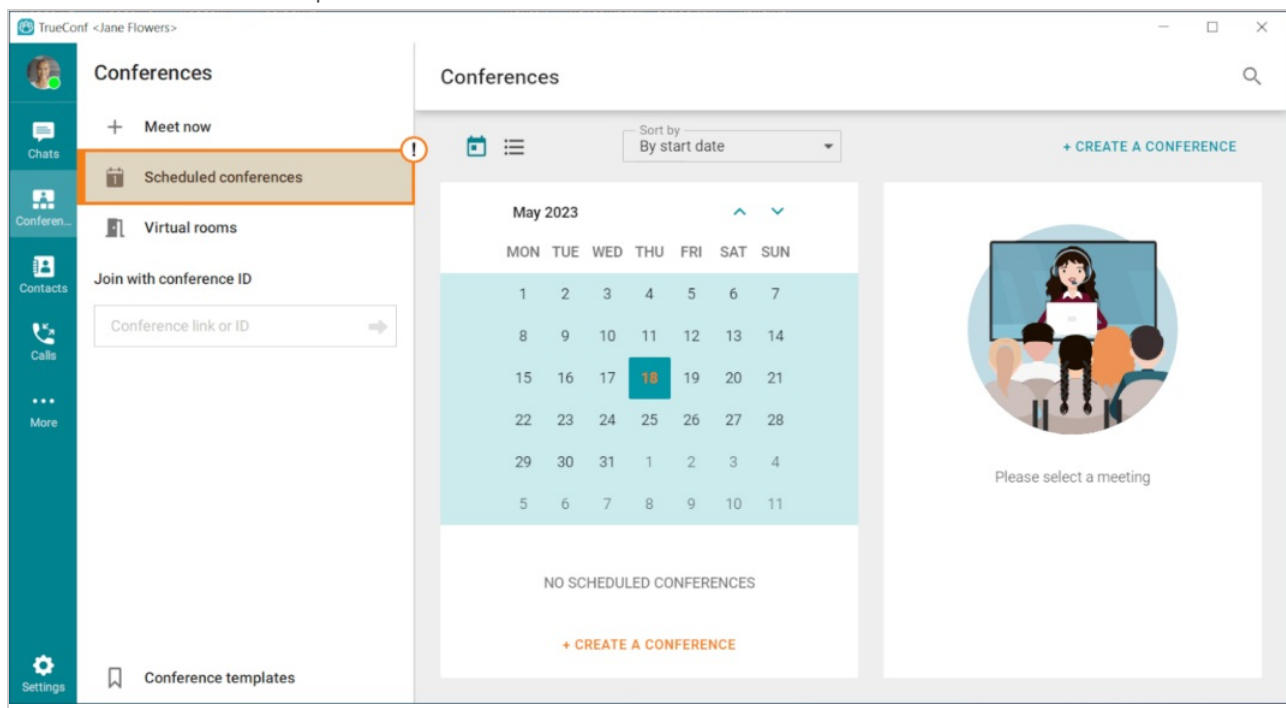 TrueConf <Jane Flowers>
Conferences
Conferences
Chats
Conferen...
Contacts
Calls
More
Settings
Meet now
Scheduled conferences
!
Virtual rooms
Join with conference ID
Conference link or ID
Conference templates
Sort by
By start date
+ CREATE A CONFERENCE
May 2023
MON TUE WED THU FRI SAT SUN
1 2 3 4 5 6 7
8 9 10 11 12 13 14
15 16 17 18 19 20 21
22 23 24 25 26 27 28
29 30 31 1 2 3 4
5 6 7 8 9 10 11
NO SCHEDULED CONFERENCES
+ CREATE A CONFERENCE
Please select a meeting